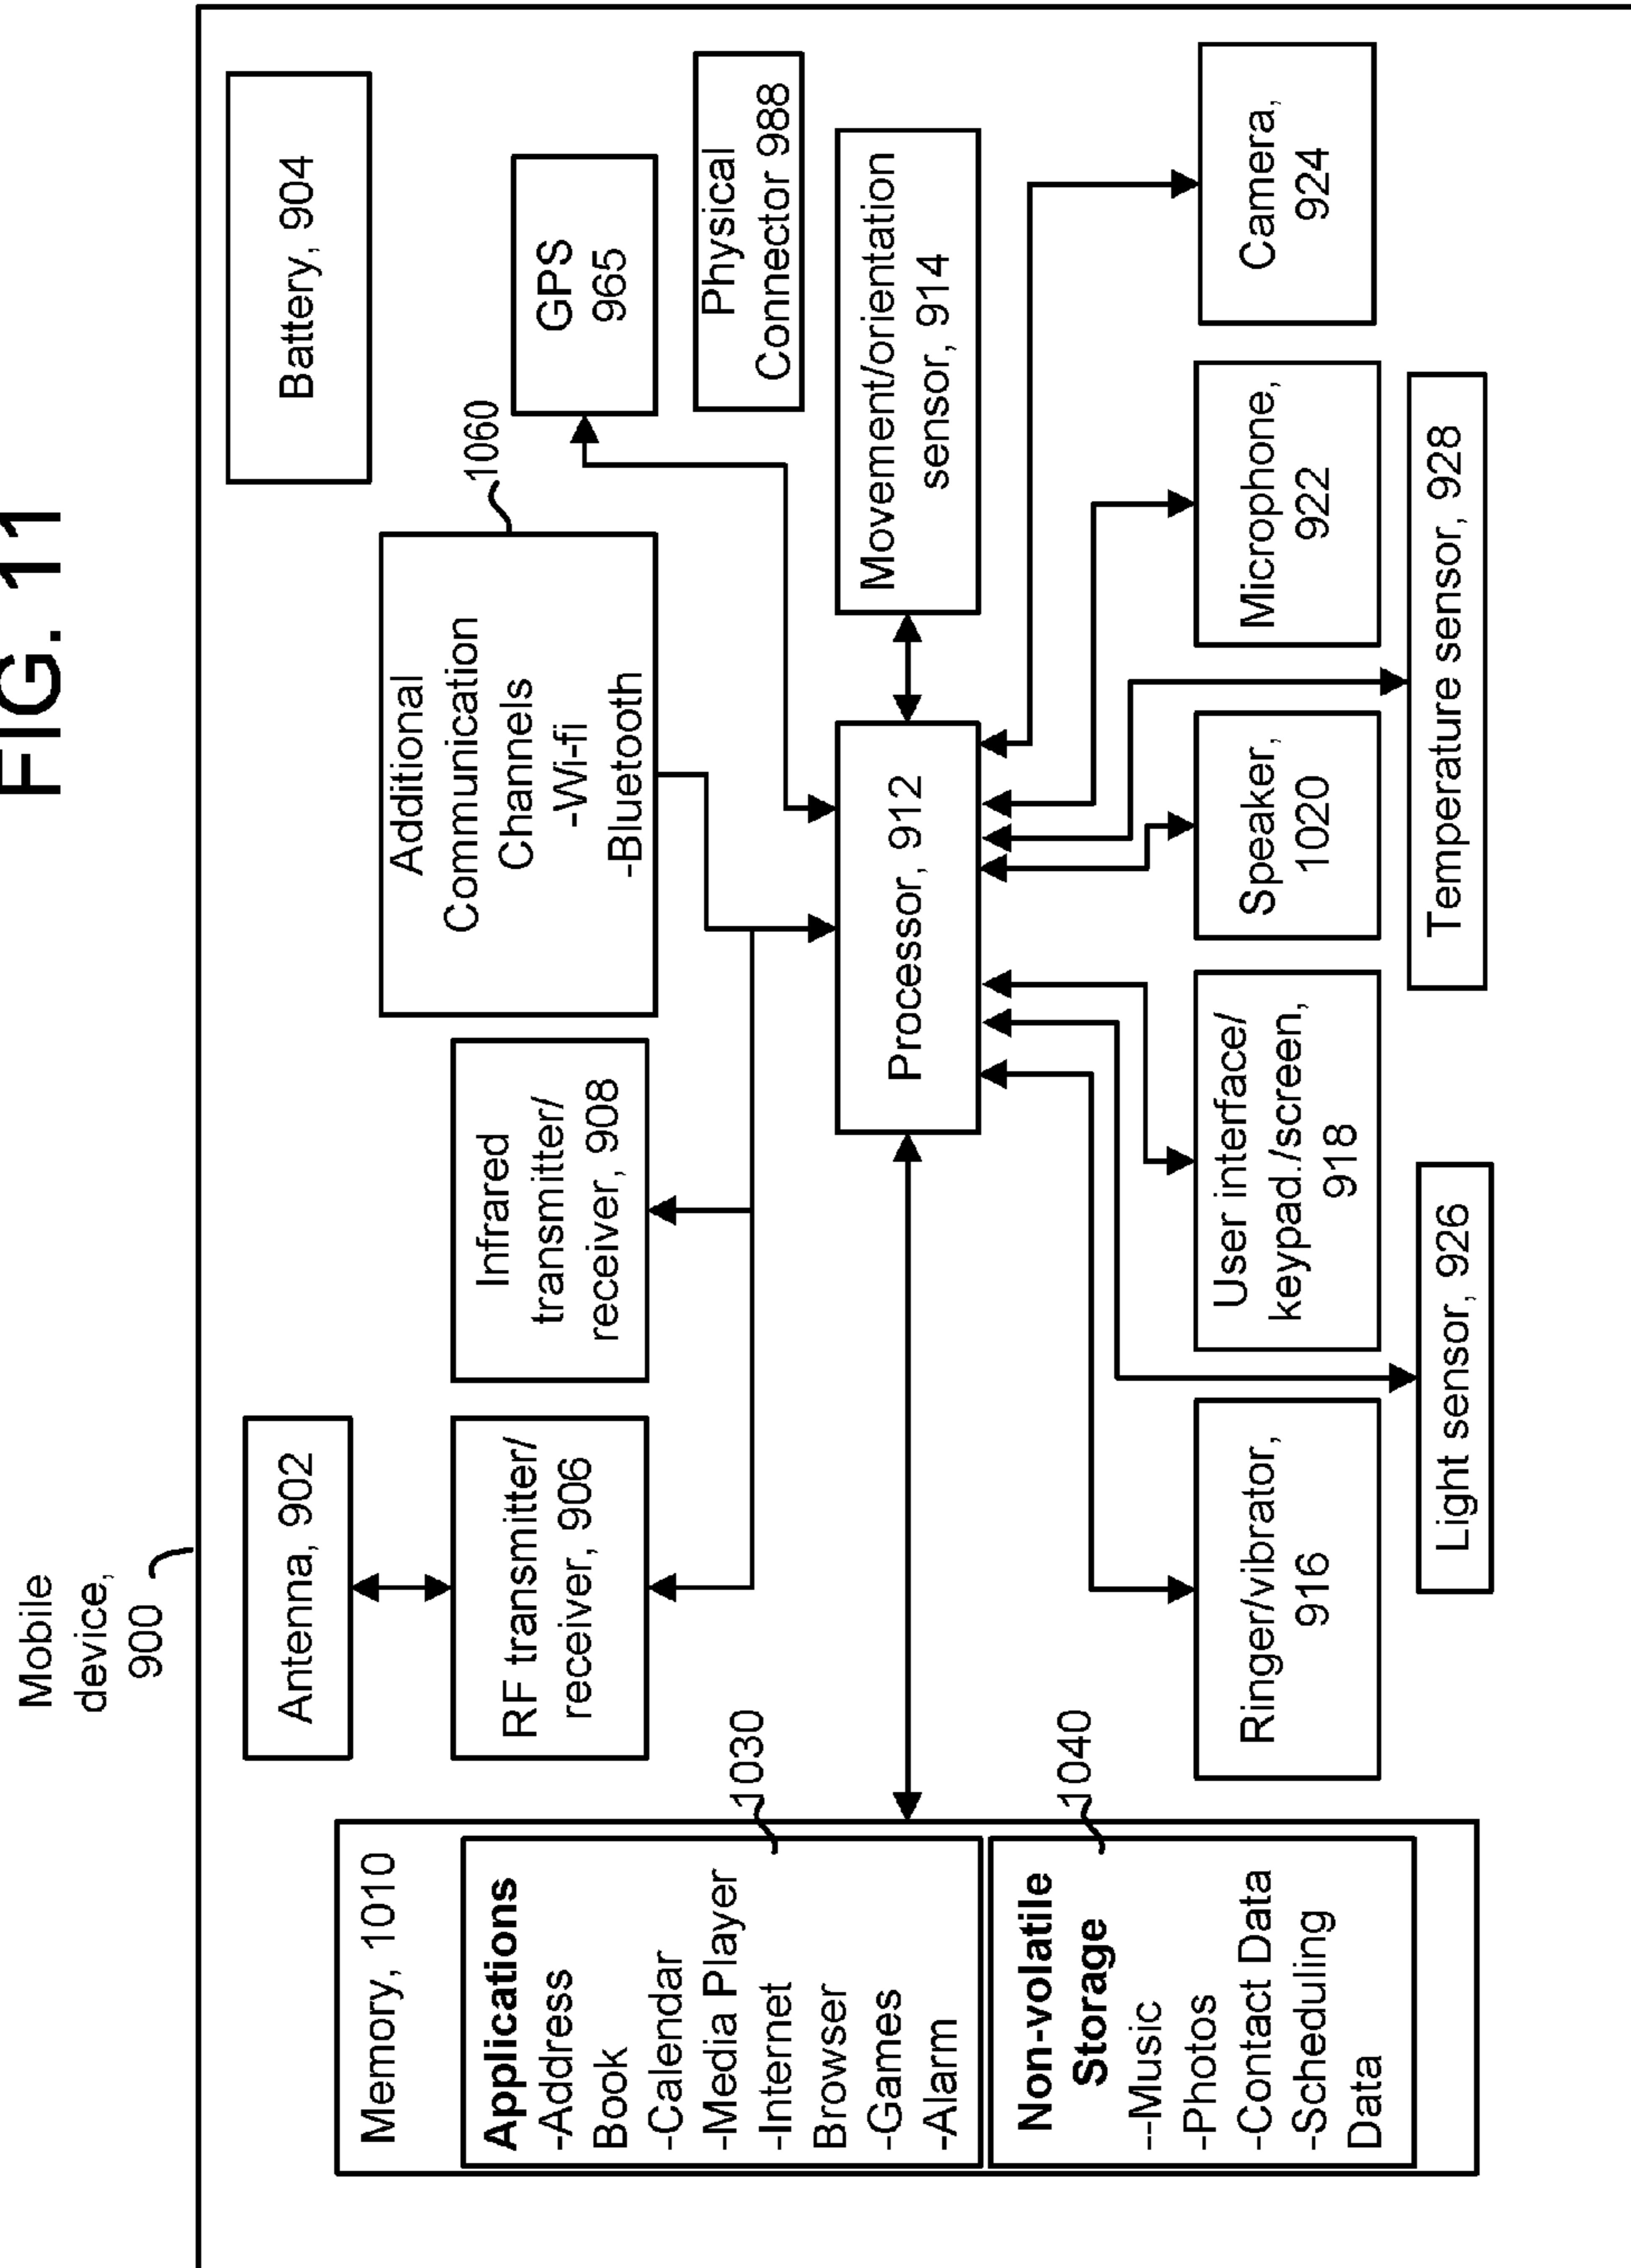 FIG. 11
Mobile
device,
900
Memory, 1010
Applications
-Address
Book
-Calendar
-Media Player
-Internet
Browser
-Games
-Alarm
1030
Non-volatile
Storage
--Music
-Photos
-Contact Data
-Scheduling
Data
1040
Antenna, 902
RF transmitter/
receiver, 906
Infrared
transmitter/
receiver, 908
Additional
Communication
Channels
-Wi-fi
-Bluetooth
1060
Battery, 904
GPS
965
Physical
Connector 988
Processor, 912
Movement/orientation
sensor, 914
Ringer/vibrator,
916
User interface/
keypad./screen,
918
Speaker,
1020
Microphone,
922
Camera,
924
Light sensor, 926
Temperature sensor, 928